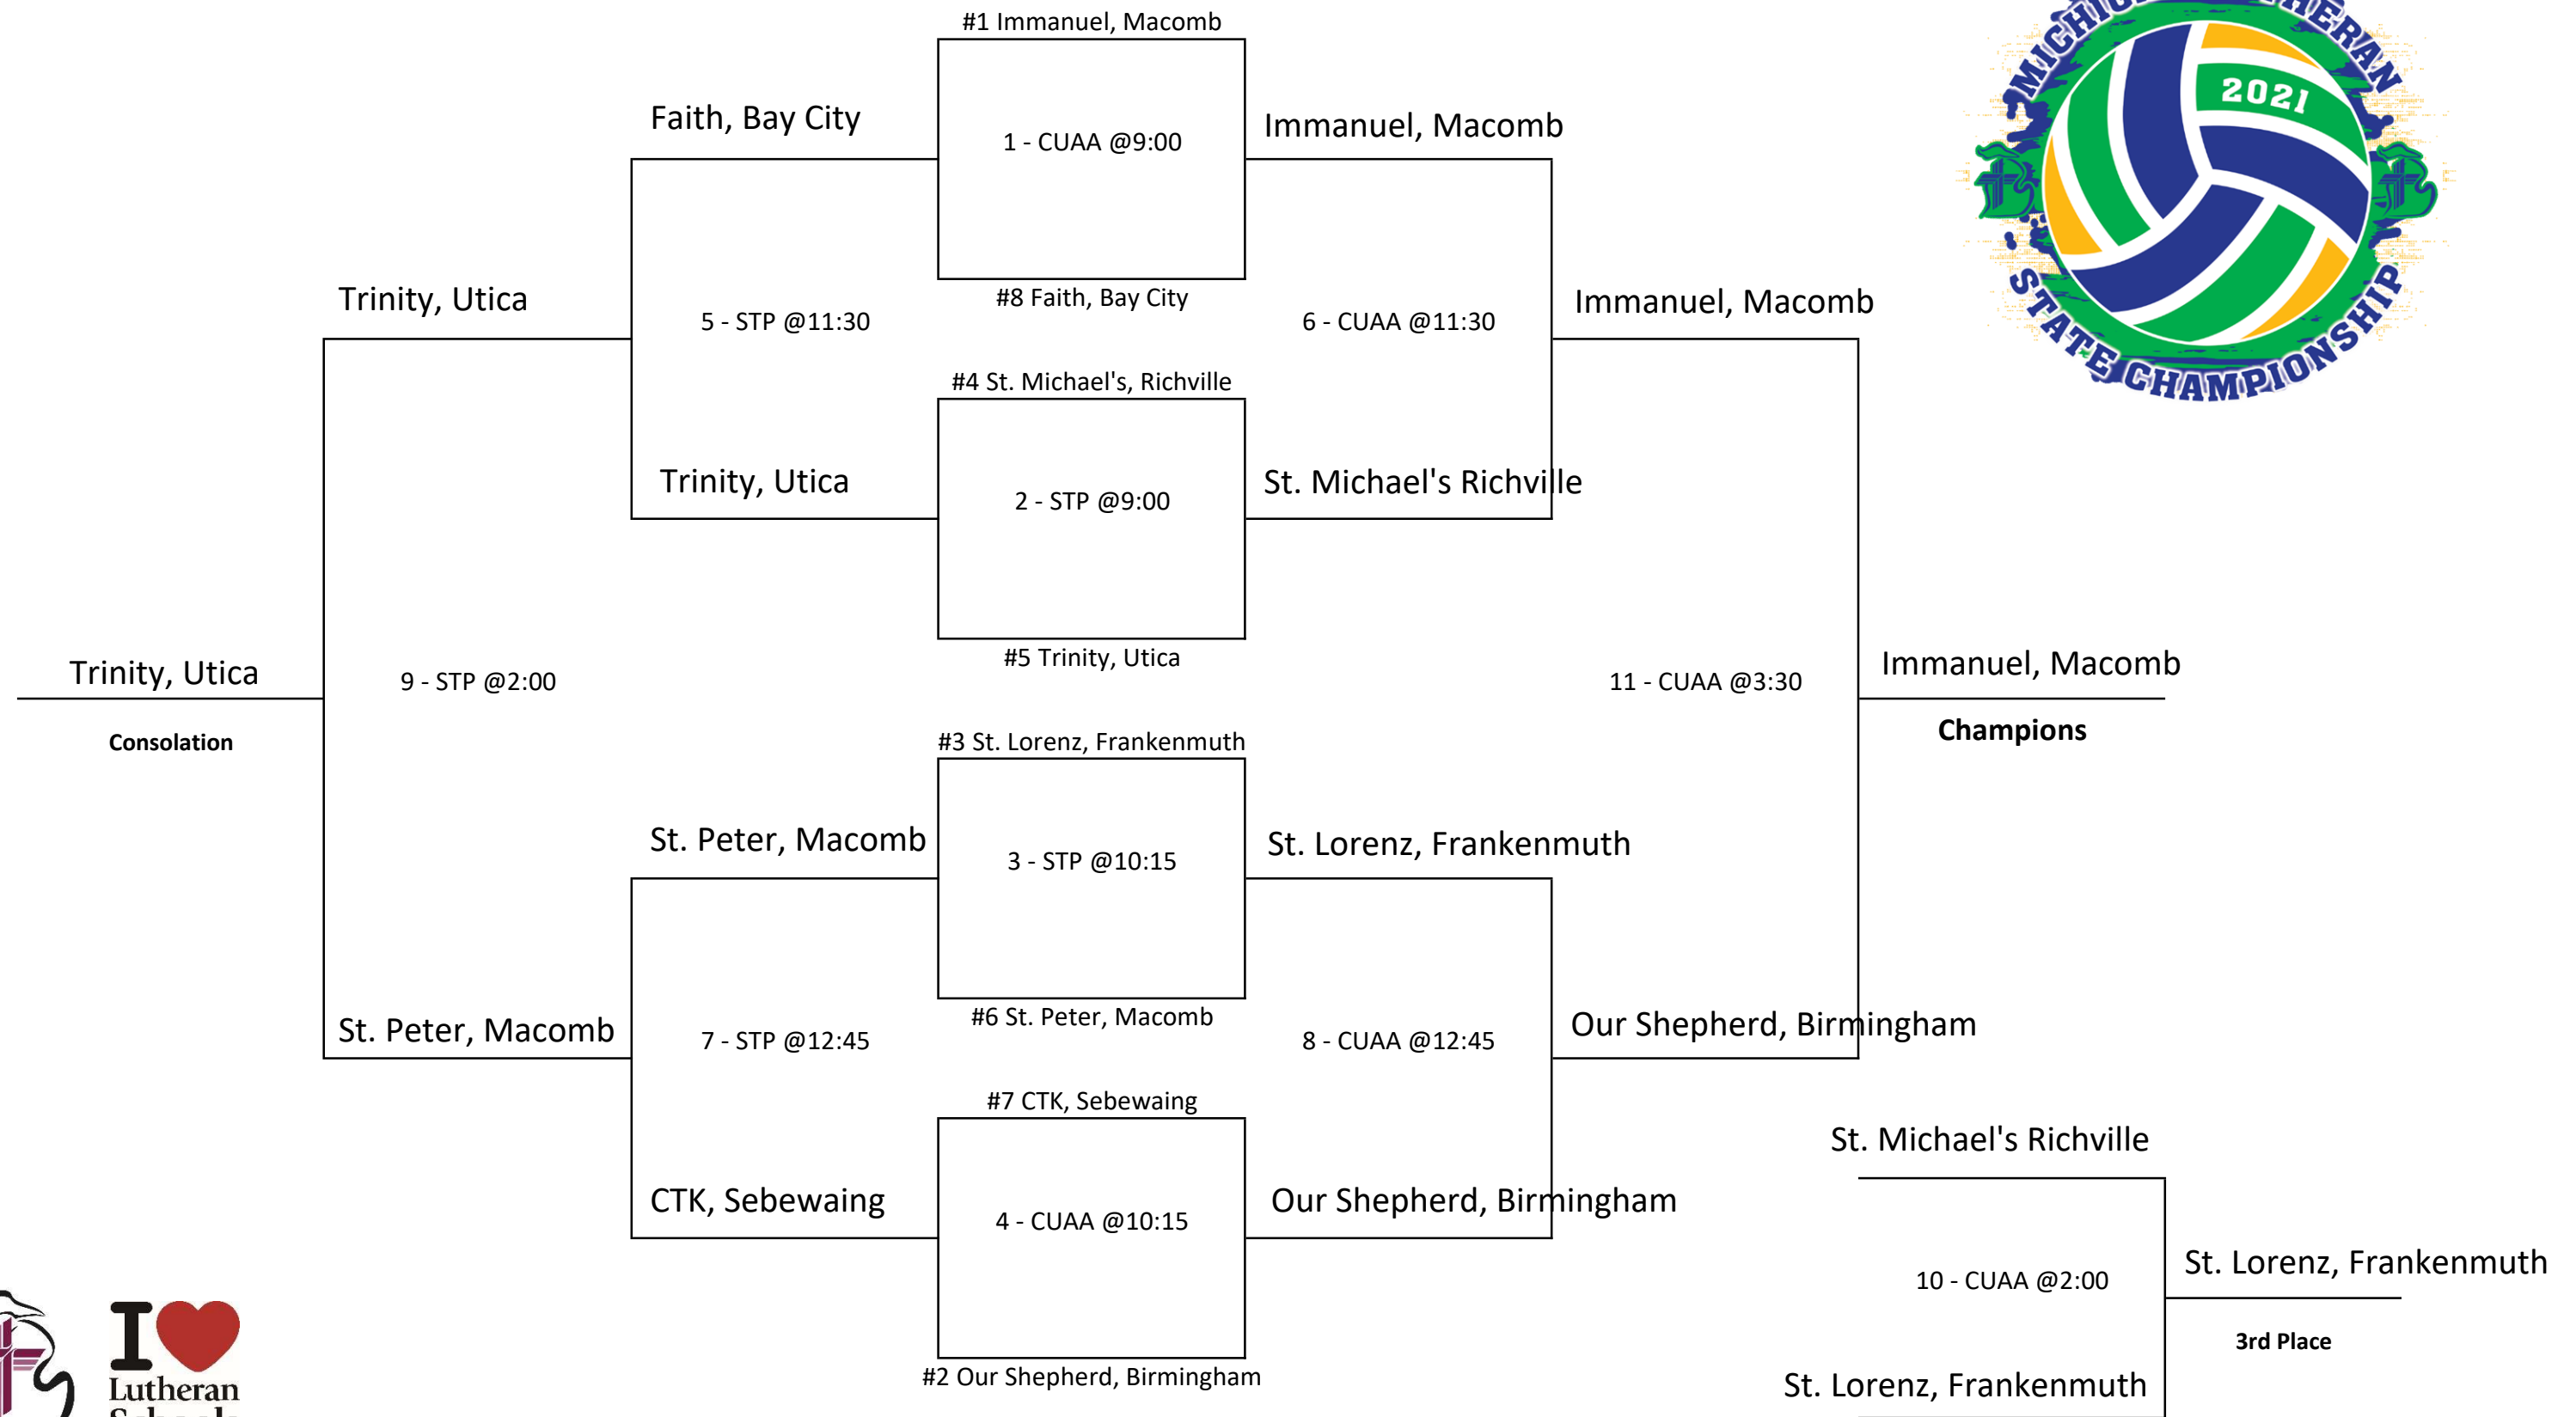 #1 Immanuel, Macomb
MICHIGAN LUTHERAN
2021
STATE CHAMPIONSHIP
Faith, Bay City
1 - CUAA @9:00
Immanuel, Macomb
#8 Faith, Bay City
Trinity, Utica
5 - STP @11:30
6 - CUAA @11:30
Immanuel, Macomb
#4 St. Michael's, Richville
Trinity, Utica
2 - STP @9:00
St. Michael's Richville
#5 Trinity, Utica
Trinity, Utica
9 - STP @2:00
11 - CUAA @3:30
Immanuel, Macomb
Consolation
Champions
#3 St. Lorenz, Frankenmuth
St. Peter, Macomb
3 - STP @10:15
St. Lorenz, Frankenmuth
#6 St. Peter, Macomb
St. Peter, Macomb
7 - STP @12:45
8 - CUAA @12:45
Our Shepherd, Birmingham
#7 CTK, Sebewaing
St. Michael's Richville
CTK, Sebewaing
4 - CUAA @10:15
Our Shepherd, Birmingham
10 - CUAA @2:00
St. Lorenz, Frankenmuth
3rd Place
#2 Our Shepherd, Birmingham
St. Lorenz, Frankenmuth
I
Lutheran
Schools